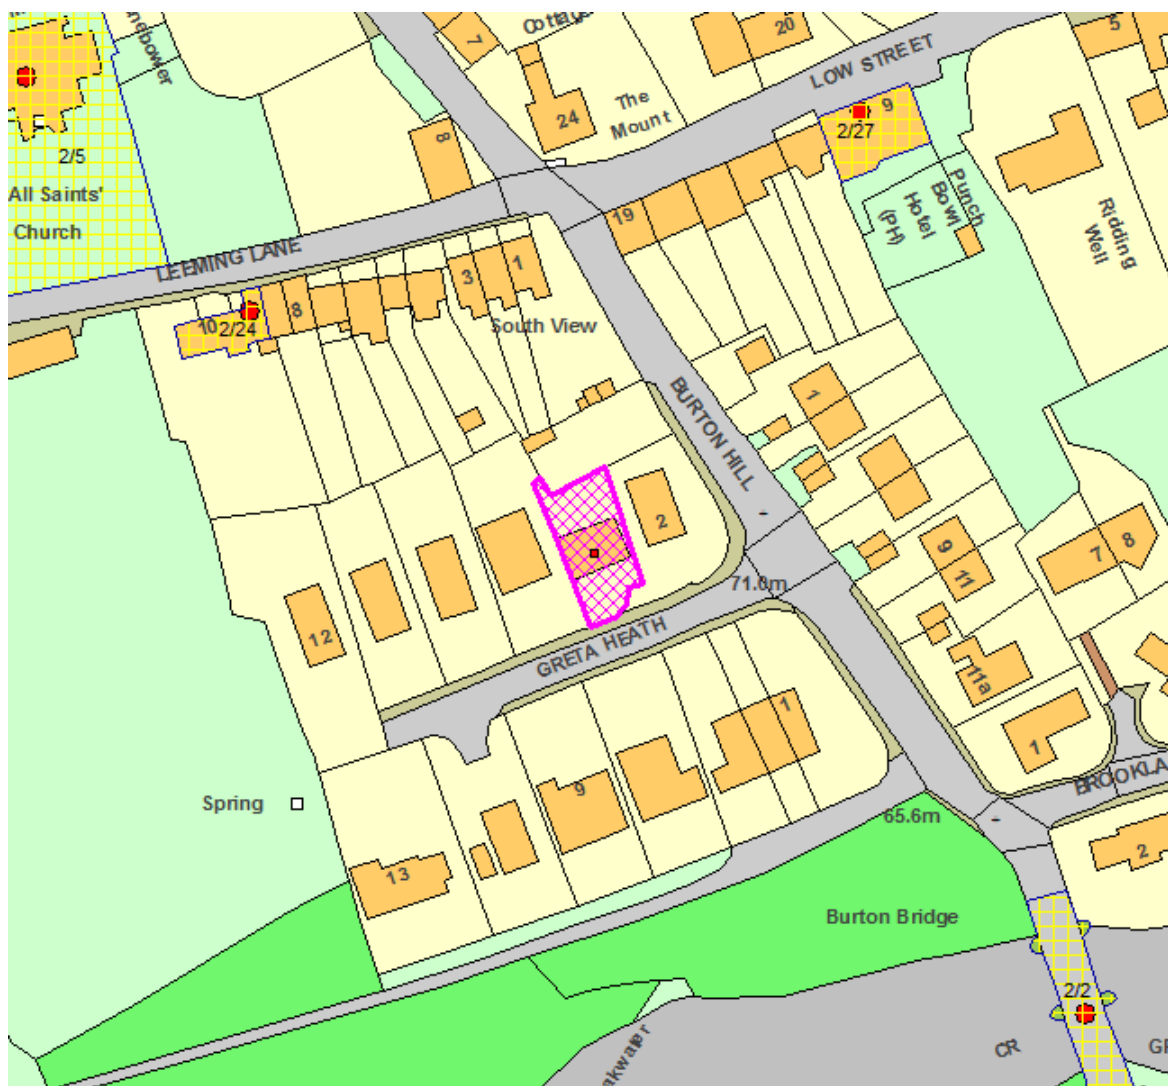 Cottage
7
20
5
LOW STREET
The
Mount
24
8
9
2/27
2/5
All Saints'
Church
Punch
Bowl
Hotel
(PH)
Ridding
Well
19
LEEMING LANE
3
1
8
10
2/24
South View
BURTON HILL
1
2
9
11
7
8
71.0m
12
GRETA HEATH
11a
1
1
BROOKLA
Spring
9
65.6m
13
2
Burton Bridge
2/2
CR
GR